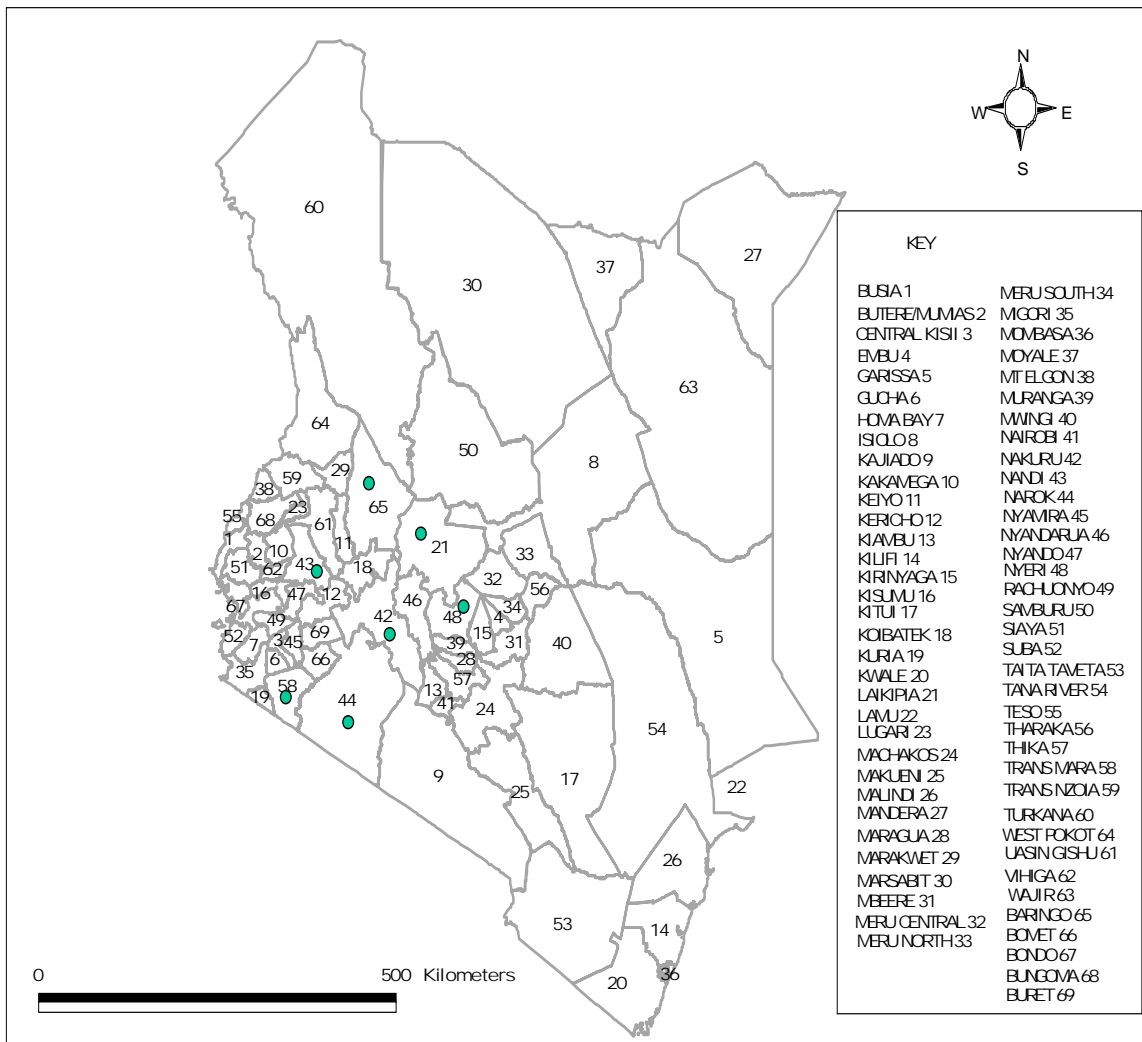 N
W E
S
60
27
37
30
63
64
50
8
29
59
38
65
23
68
61
55
21
1
11
33
2
10
43
18
51
62
32
56
16
47
12
46
34
67
42
48
4
49
15
5
52
3
45
69
39
31
40
7
28
6
66
35
57
58
13
19
44
41
24
54
9
17
22
25
26
53
14
36
20
0 500 Kilometers
KEY
BUSIA 1
BUTERE/MUMIAS 2
CENTRAL KISII 3
EMBU 4
GARISSA 5
GUCHA 6
HOMA BAY 7
ISIOLO 8
KAJIADO 9
KAKAMEGA 10
KEIYO 11
KERICHO 12
KIAMBU 13
KILIFI 14
KIRINYAGA 15
KISUMU 16
KITUI 17
KOIBATEK 18
KURIA 19
KWALE 20
LAIKIPIA 21
LAMU 22
LUGARI 23
MACHAKOS 24
MAKUENI 25
MALINDI 26
MANDERA 27
MARAGUA 28
MARAKWET 29
MARSABIT 30
MBEERE 31
MERU CENTRAL 32
MERU NORTH 33
MERU SOUTH 34
MIGORI 35
MOMBASA 36
MOYALE 37
MT ELGON 38
MURANGA 39
MWINGI 40
NAIROBI 41
NAKURU 42
NANDI 43
NAROK 44
NYAMIRA 45
NYANDARUA 46
NYANDO 47
NYERI 48
RACHUONYO 49
SAMBURU 50
SIAYA 51
SUBA 52
TAITA TAVETA 53
TANA RIVER 54
TESO 55
THARAKA 56
THIKA 57
TRANS MARA 58
TRANS NZOIA 59
TURKANA 60
WEST POKOT 64
UASIN GISHU 61
VIHIGA 62
WAJIR 63
BARINGO 65
BOMET 66
BONDO 67
BUNGOMA 68
BURET 69